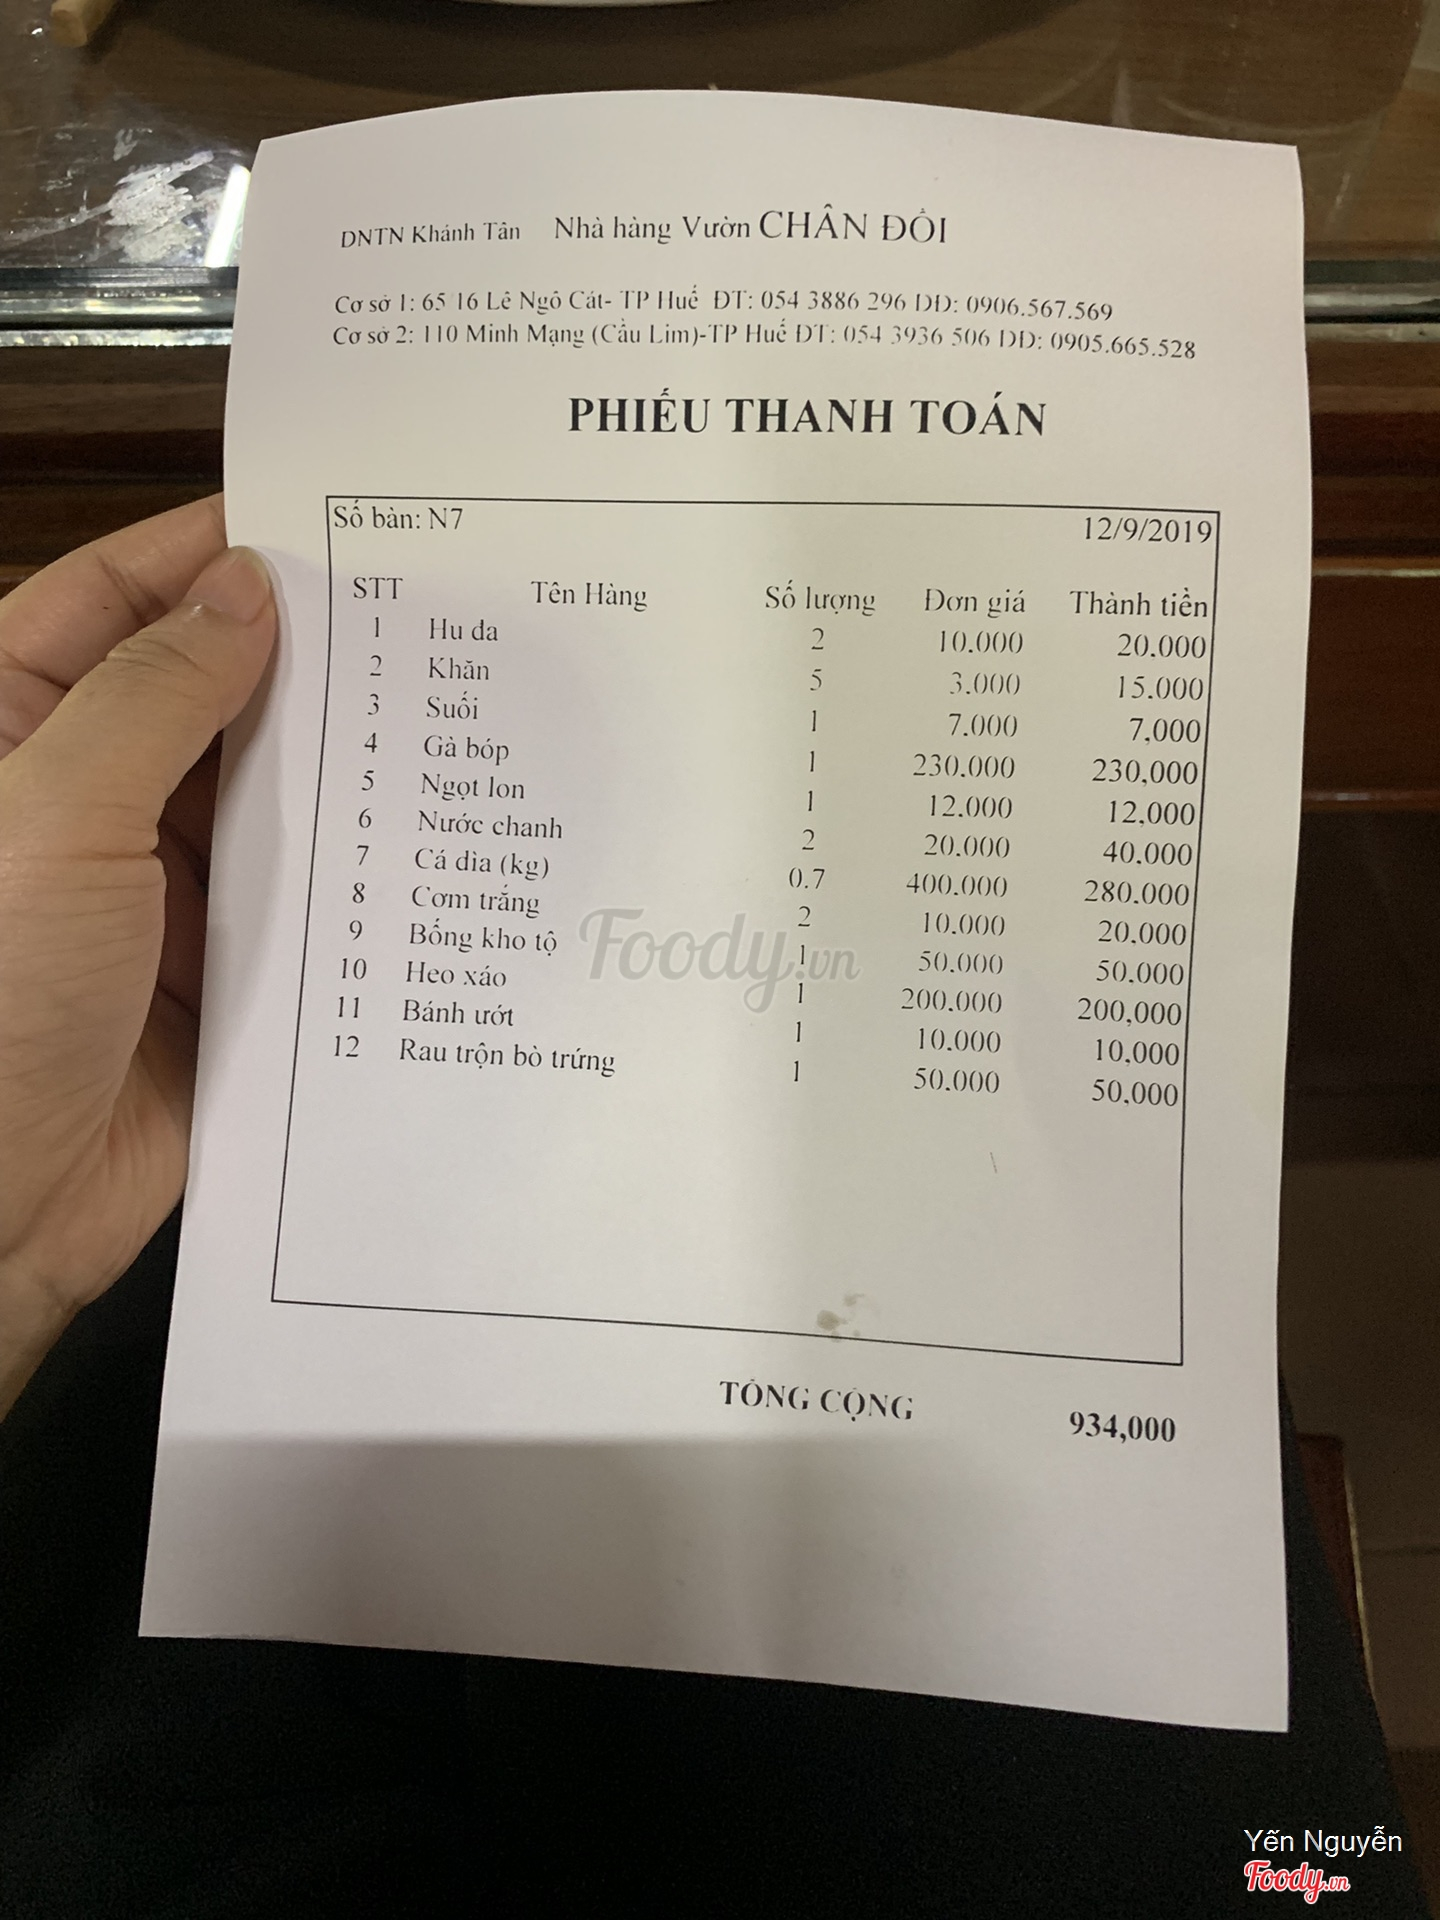 DNTN Khánh Tân Nhà hàng Vườn CHÂN ĐỒI
Cơ sở 1: 65 16 Lê Ngô Cát- TP Huế ĐT: 054 3886 296 DĐ: 0906.567.569
Cơ sở 2: 110 Minh Mạng (Cầu Lim)-TP Huế ĐT: 054 3936 506 DĐ: 0905.665.528
PHIẾU THANH TOÁN
Số bàn: N7 12/9/2019
STT Tên Hàng Số lượng Đơn giá Thành tiền
1 Hu da 2 10.000 20.000
2 Khăn 5 3.000 15.000
3 Suối 1 7.000 7,000
4 Gà bóp 1 230.000 230,000
5 Ngọt lon 1 12.000 12,000
6 Nước chanh 2 20.000 40.000
7 Cá dìa (kg) 0.7 400.000 280.000
8 Cơm trắng 2 10.000 20.000
9 Bống kho tộ 1 50.000 50.000
10 Heo xáo 1 200.000 200,000
11 Bánh ướt 1 10.000 10,000
12 Rau trộn bò trứng 1 50.000 50,000
Foody.vn
TỔNG CỘNG 934,000
Yến Nguyễn
Foody.vn